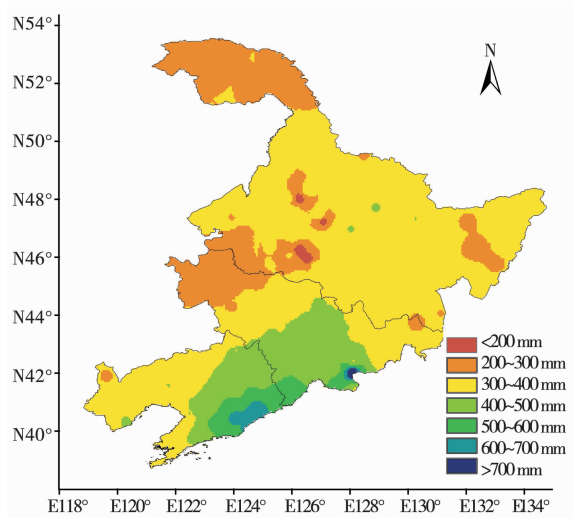 N54°
N
N52°
N50°
N48°
N46°
N44°
<200 mm
200~300 mm
N42°
300~400 mm
400~500 mm
N40°
500~600 mm
600~700 mm
>700 mm
E118° E120° E122° E124° E126° E128° E130° E132° E134°